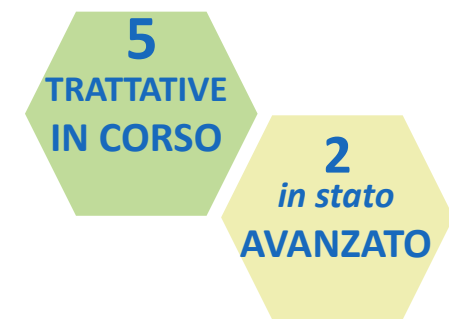 5
TRATTATIVE
IN CORSO
2
in stato
AVANZATO